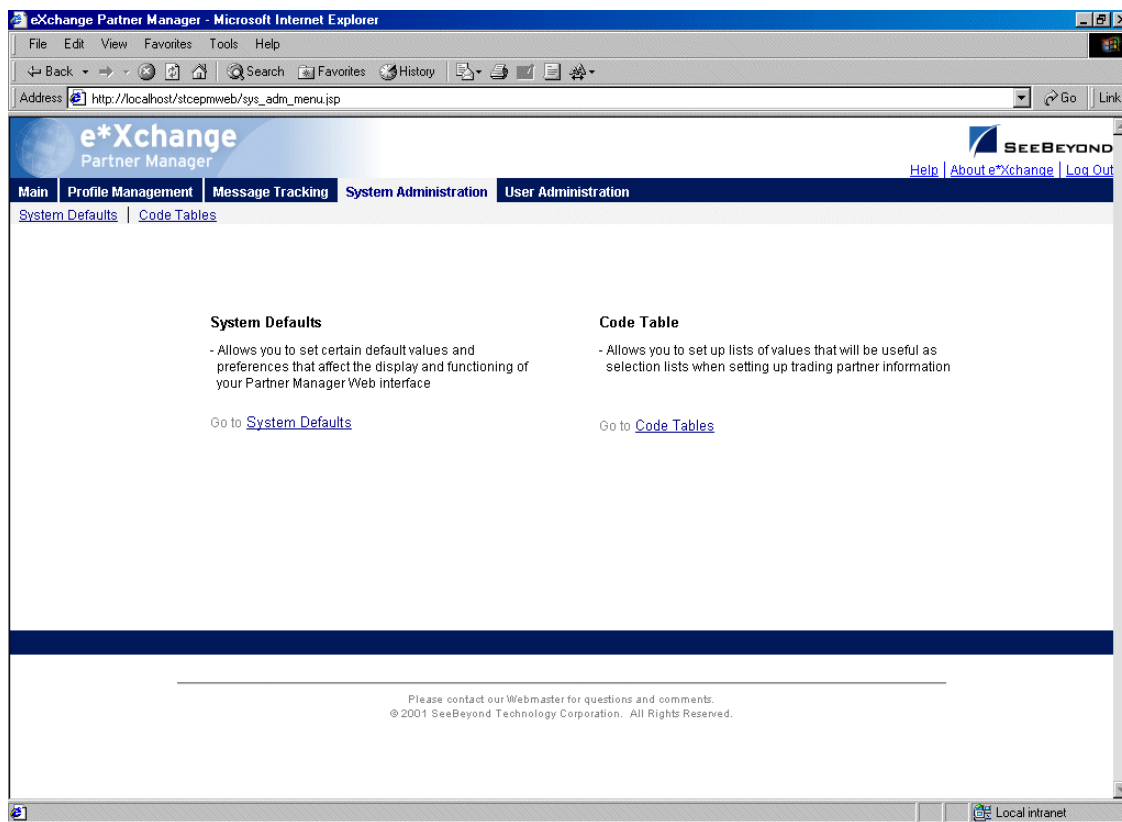 eXchange Partner Manager - Microsoft Internet Explorer
File Edit View Favorites Tools Help
Back Search Favorites History
Address http://localhost/stcepmweb/sys_adm_menu.jsp Go Link
e*Xchange
Partner Manager
SEEBEYOND
Help | About e*Xchange | Log Out
Main Profile Management Message Tracking System Administration User Administration
System Defaults | Code Tables
System Defaults
- Allows you to set certain default values and
preferences that affect the display and functioning of
your Partner Manager Web interface
Go to System Defaults
Code Table
- Allows you to set up lists of values that will be useful as
selection lists when setting up trading partner information
Go to Code Tables
Please contact our Webmaster for questions and comments.
© 2001 SeeBeyond Technology Corporation. All Rights Reserved.
Local intranet